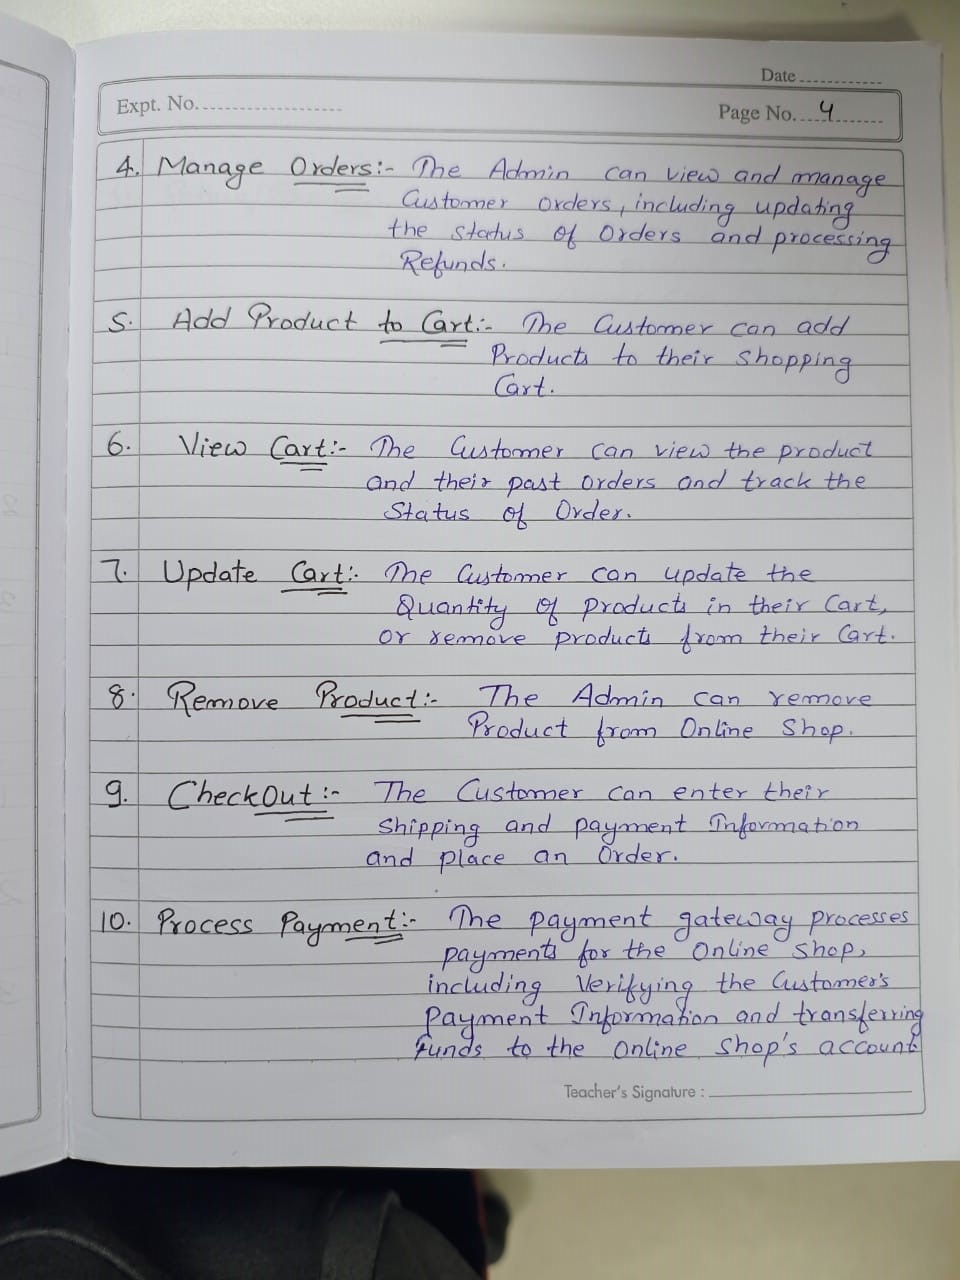 Date
Expt. No.
Page No. 4
4. Manage Orders:- The Admin can view and manage
Customer orders, including updating
the status of Orders and processing
Refunds.
5. Add Product to Cart:- The Customer can add
Products to their shopping
Cart.
6. View Cart:- The Customer can view the product
and their past orders and track the
Status of Order.
7. Update Cart:- The Customer can update the
Quantity of products in their Cart,
or remove products from their Cart.
8. Remove Product:- The Admin can remove
Product from Online Shop.
9. CheckOut:- The Customer can enter their
shipping and payment Information
and place an Order.
10. Process Payment:- The payment gateway processes
payments for the Online shop,
including Verifying the Customer's
Payment Information and transferring
Funds to the online shop's account
Teacher's Signature :